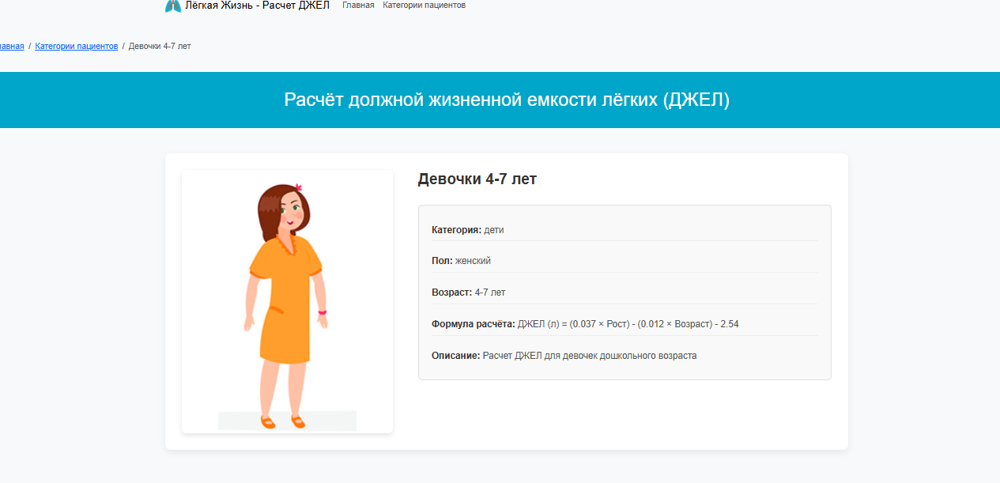 Лёгкая Жизнь - Расчет ДЖЕЛ Главная Категории пациентов
лавная / Категории пациентов / Девочки 4-7 лет
Расчёт должной жизненной емкости лёгких (ДЖЕЛ)
Девочки 4-7 лет
Категория: дети
Пол: женский
Возраст: 4-7 лет
Формула расчёта: ДЖЕЛ (л) = (0.037 × Рост) - (0.012 × Возраст) - 2.54
Описание: Расчет ДЖЕЛ для девочек дошкольного возраста